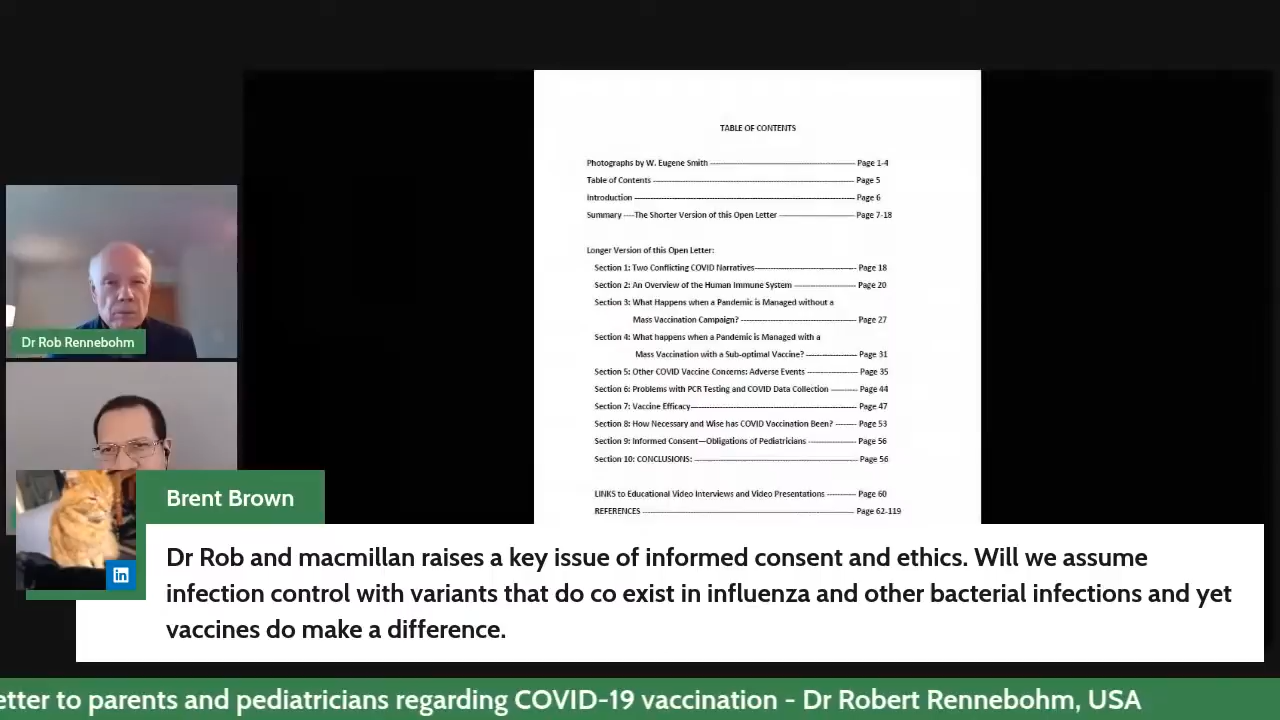 TABLE OF CONTENTS
Photographs by W. Eugene Smith ---------- Page 1-4
Table of Contents ---------- Page 5
Introduction ---------- Page 6
Summary ----The Shorter Version of this Open Letter ---------- Page 7-18
Longer Version of this Open Letter:
Section 1: Two Conflicting COVID Narratives---------- Page 18
Section 2: An Overview of the Human Immune System ---------- Page 20
Section 3: What Happens when a Pandemic is Managed without a
Mass Vaccination Campaign? ---------- Page 27
Section 4: What happens when a Pandemic is Managed with a
Mass Vaccination with a Sub-optimal Vaccine? ---------- Page 31
Section 5: Other COVID Vaccine Concerns: Adverse Events ---------- Page 35
Section 6: Problems with PCR Testing and COVID Data Collection ---------- Page 44
Section 7: Vaccine Efficacy---------- Page 47
Section 8: How Necessary and Wise has COVID Vaccination Been? -------- Page 53
Section 9: Informed Consent—Obligations of Pediatricians ---------- Page 56
Section 10: CONCLUSIONS: ---------- Page 56
LINKS to Educational Video Interviews and Video Presentations ---------- Page 60
REFERENCES ---------- Page 62-119
Dr Rob Rennebohm
Brent Brown
in
Dr Rob and macmillan raises a key issue of informed consent and ethics. Will we assume
infection control with variants that do co exist in influenza and other bacterial infections and yet
vaccines do make a difference.
etter to parents and pediatricians regarding COVID-19 vaccination - Dr Robert Rennebohm, USA